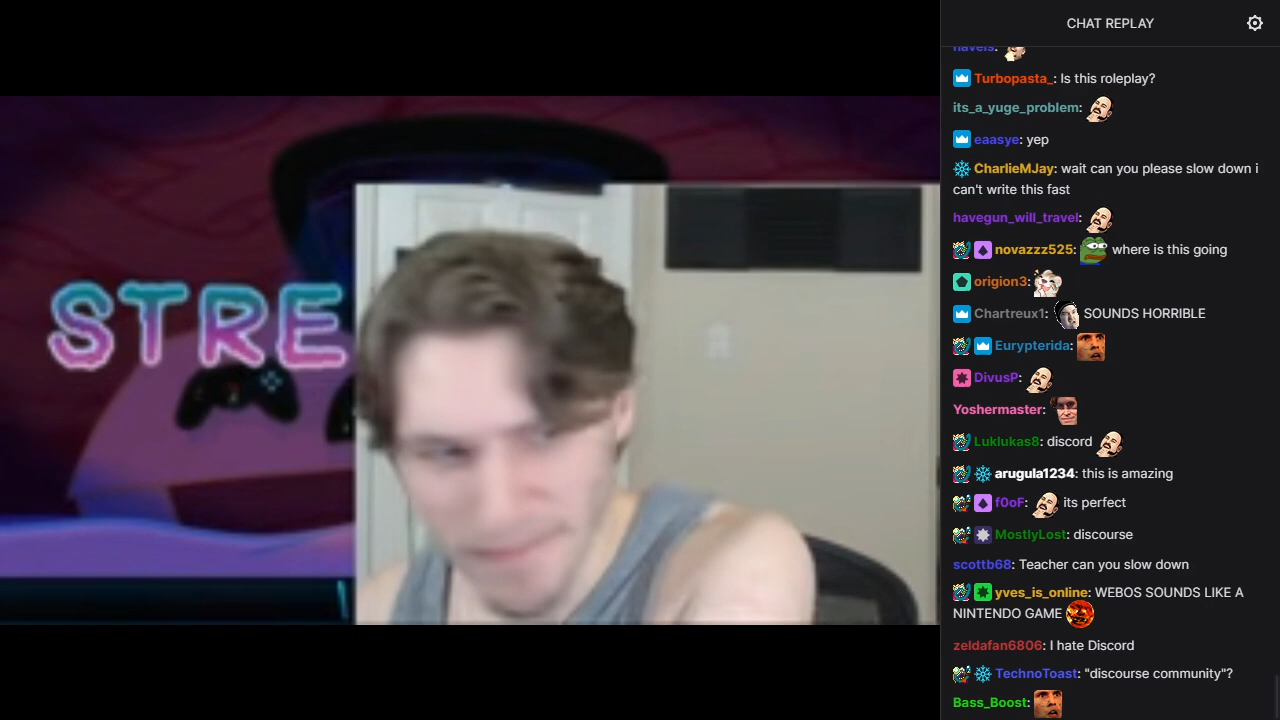 CHAT REPLAY
STRE
Turbopasta_: Is this roleplay?
its_a_yuge_problem:
eaasye: yep
CharlieMJay: wait can you please slow down i
can't write this fast
havegun_will_travel:
novazzz525: where is this going
origion3:
Chartreux1: SOUNDS HORRIBLE
Eurypterida:
DivusP:
Yoshermaster:
Luklukas8: discord
arugula1234: this is amazing
f0oF: its perfect
MostlyLost: discourse
scottb68: Teacher can you slow down
yves_is_online: WEBOS SOUNDS LIKE A
NINTENDO GAME
zeldafan6806: I hate Discord
TechnoToast: "discourse community"?
Bass_Boost: